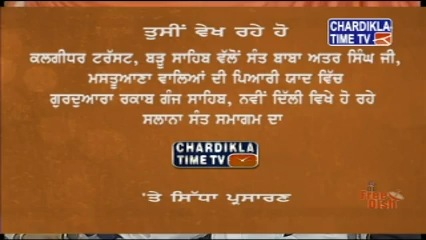 ਤੁਸੀਂ ਵੇਖ ਰਹੇ ਹੋ
CHARDIKLA
TIME TV
ਕਲਗੀਧਰ ਟਰੱਸਟ, ਬੜੂ ਸਾਹਿਬ ਵੱਲੋਂ ਸੰਤ ਬਾਬਾ ਅਤਰ ਸਿੰਘ ਜੀ,
ਮਸਤੂਆਣਾ ਵਾਲਿਆਂ ਦੀ ਪਿਆਰੀ ਯਾਦ ਵਿੱਚ
ਗੁਰਦੁਆਰਾ ਰਕਾਬ ਗੰਜ ਸਾਹਿਬ, ਨਵੀਂ ਦਿੱਲੀ ਵਿਖੇ ਹੋ ਰਹੇ
ਸਲਾਨਾ ਸੰਤ ਸਮਾਗਮ ਦਾ
CHARDIKLA
TIME TV
'ਤੇ ਸਿੱਧਾ ਪ੍ਰਸਾਰਣ